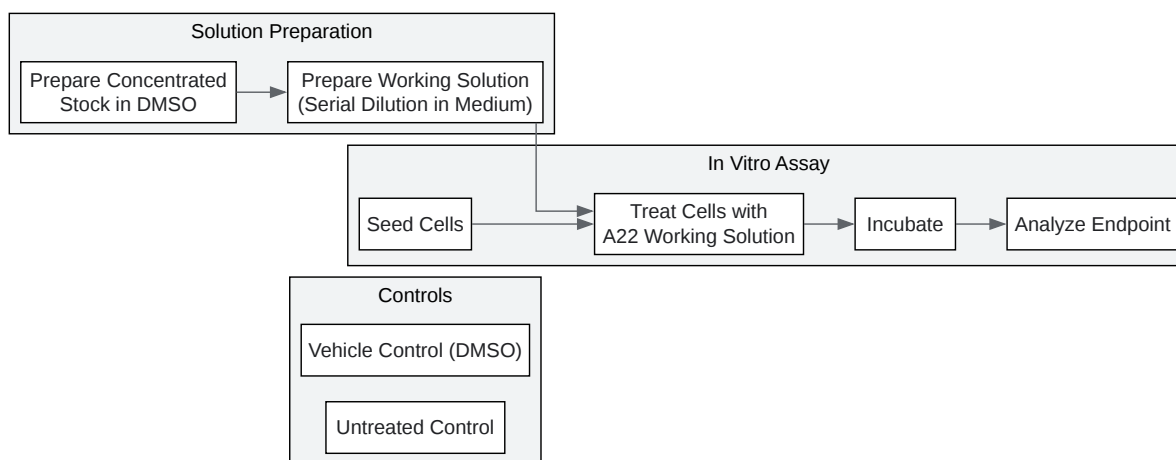 Solution Preparation
Prepare Concentrated
Stock in DMSO
Prepare Working Solution
(Serial Dilution in Medium)
In Vitro Assay
Seed Cells
Treat Cells with
A22 Working Solution
Incubate
Analyze Endpoint
Controls
Vehicle Control (DMSO)
Untreated Control